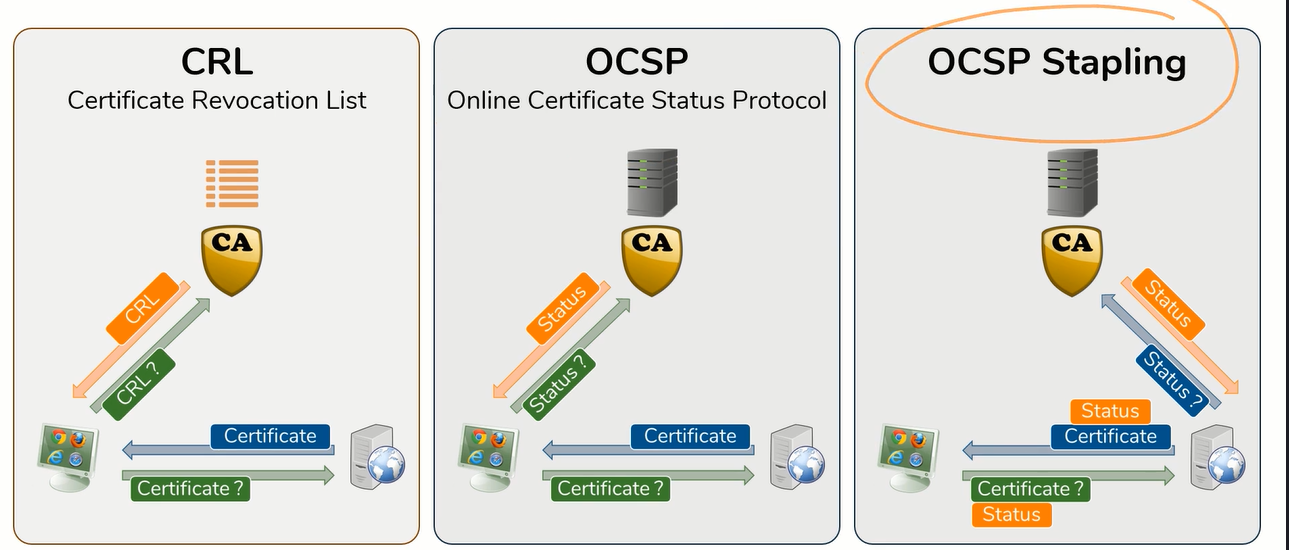 CRL
Certificate Revocation List
CA
CRL
CRL ?
Certificate
Certificate ?
OCSP
Online Certificate Status Protocol
CA
Status
Status ?
Certificate
Certificate ?
OCSP Stapling
CA
Status
Status ?
Status
Certificate
Certificate ?
Status